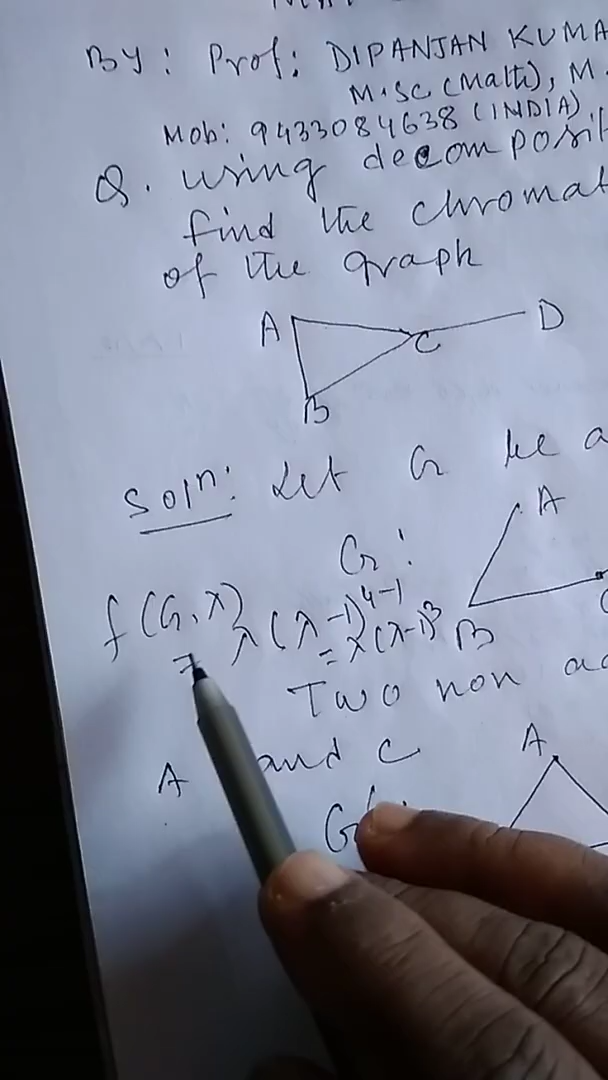 By: Prof: DIPANJAN KUMA
M.Sc (Math), M.
Mob: 9433084638 (INDIA)
Q. Using decomposit
find the chromat
of the graph
A
D
C
B
Soln: Let G be a
A
G:
f(G,λ)
= λ(λ-1)^4-1
= λ(λ-1)^3
B
C
Two non ad
A and C
A
G':